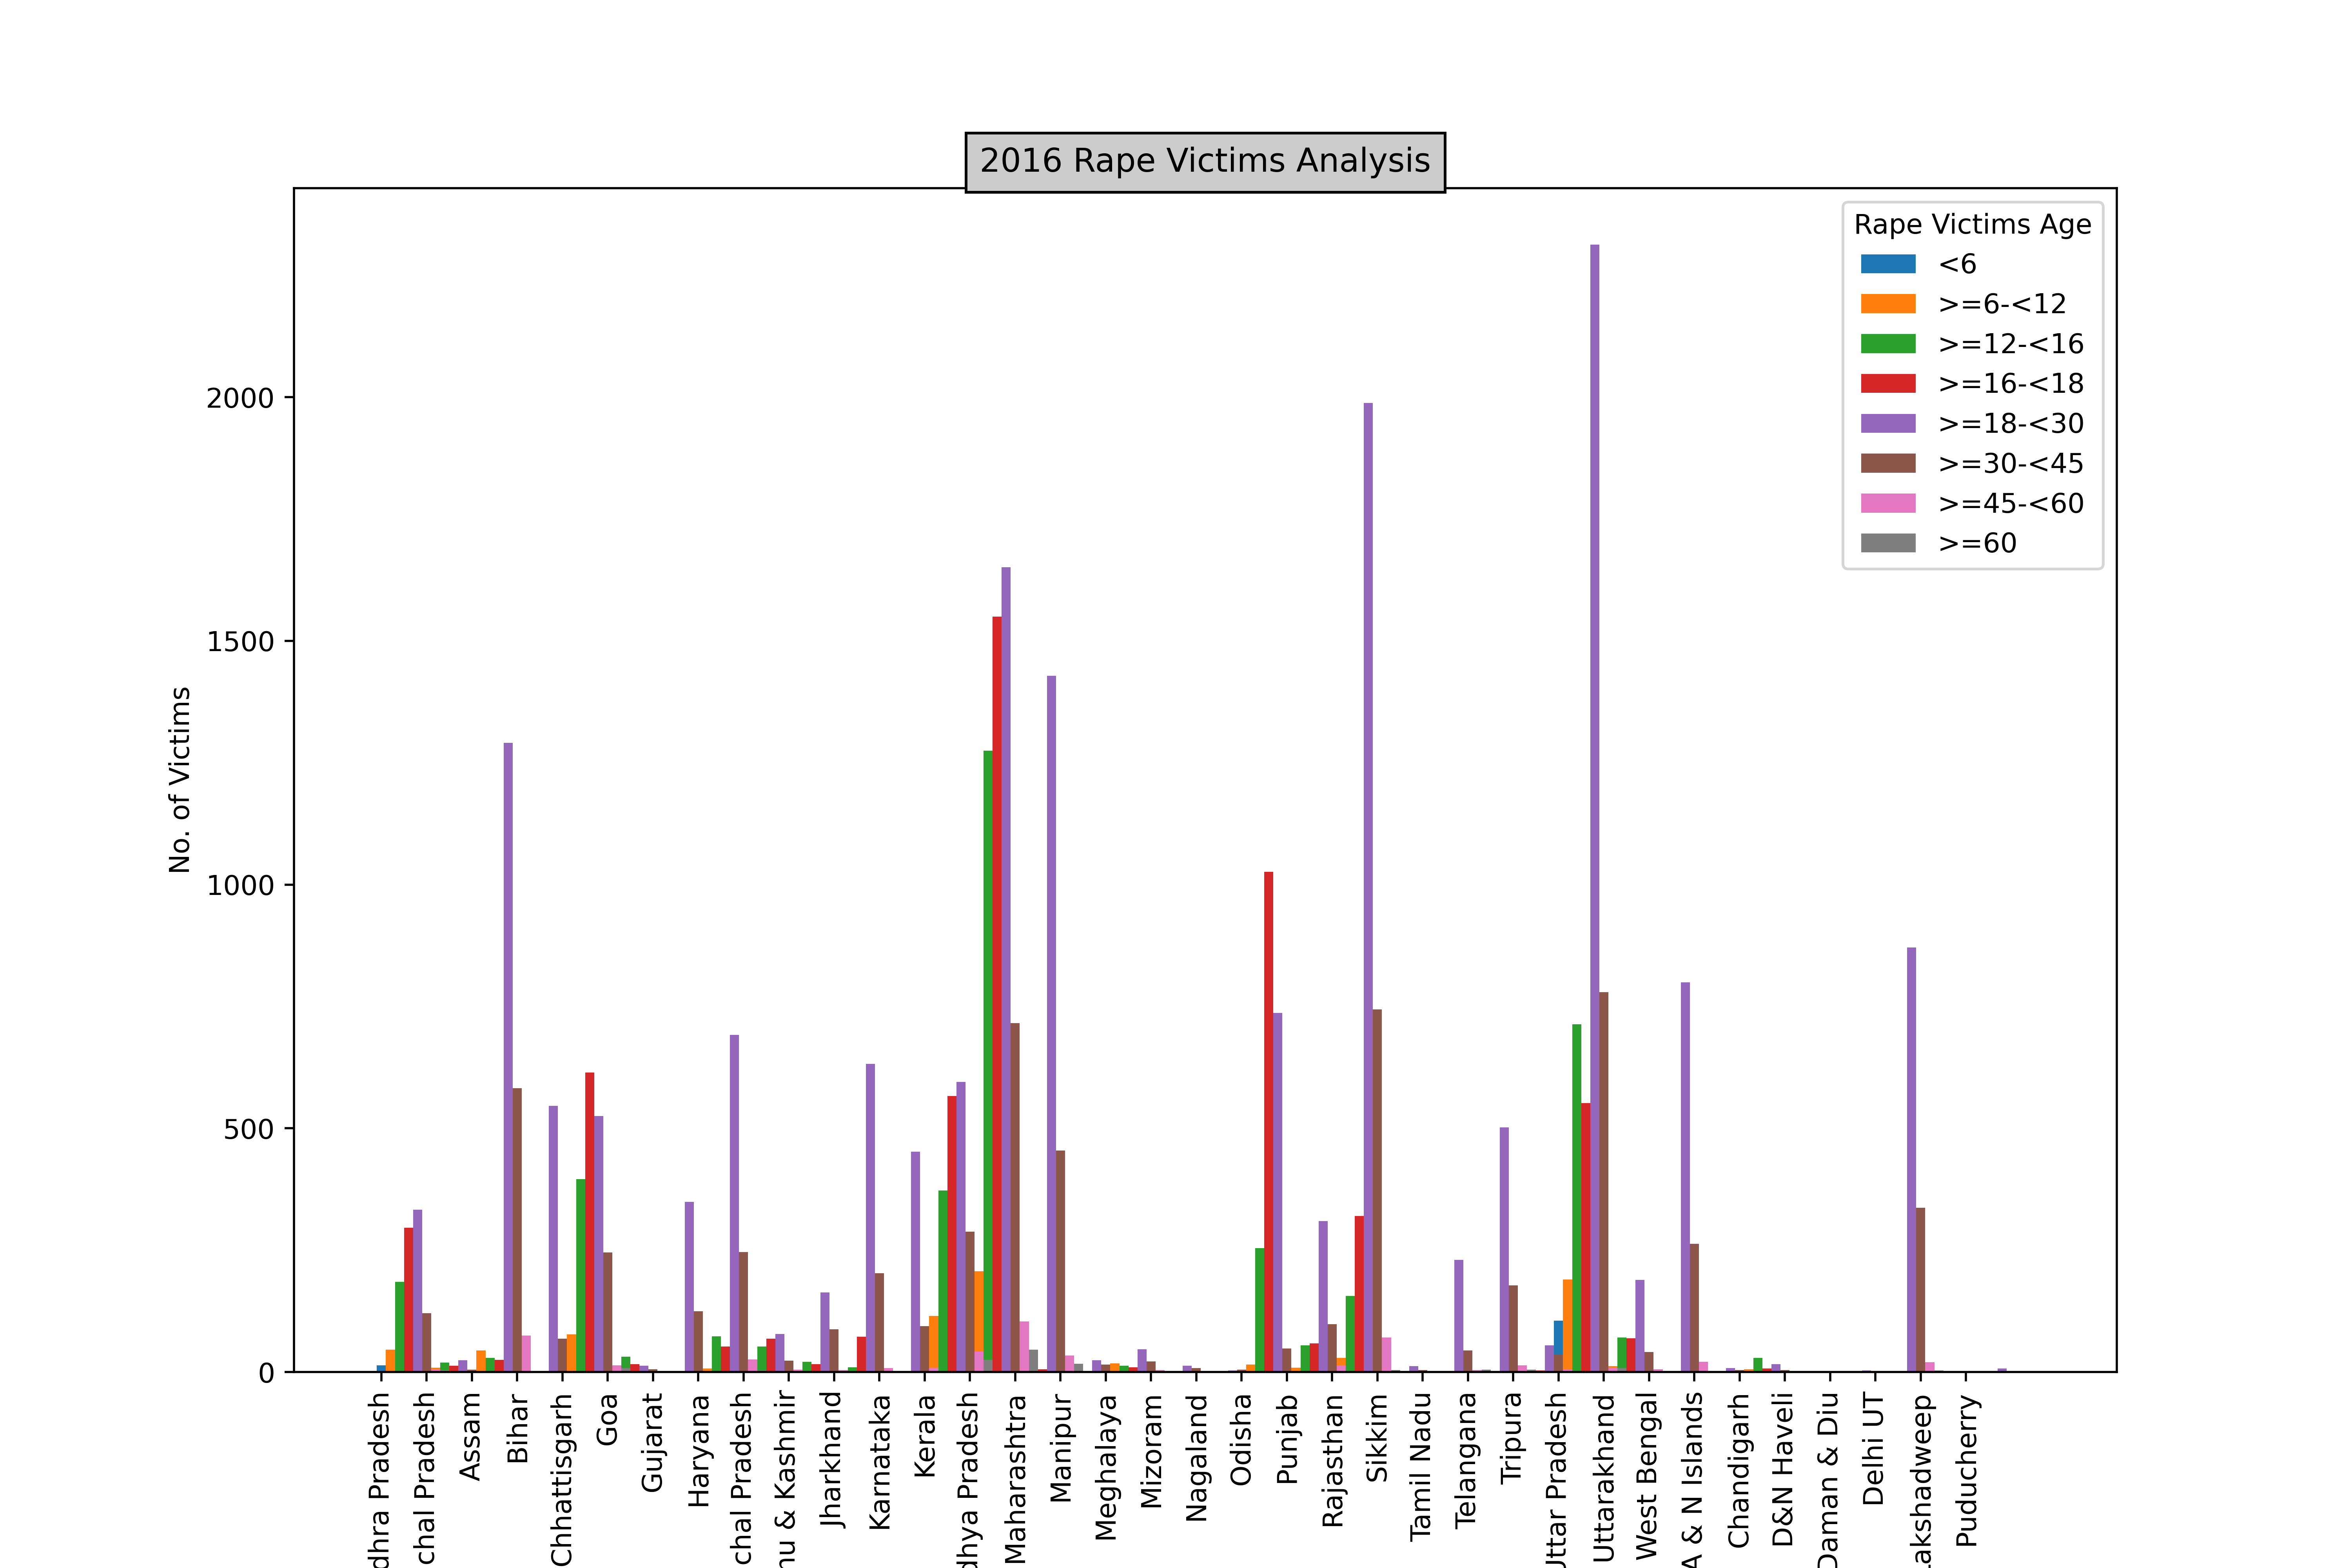 2016 Rape Victims Analysis
Rape Victims Age
<6
>=6-<12
>=12-<16
>=16-<18
>=18-<30
>=30-<45
>=45-<60
>=60
No. of Victims
2000
1500
1000
500
0
dhra Pradesh
chal Pradesh
Assam
Bihar
Chhattisgarh
Goa
Gujarat
Haryana
chal Pradesh
nu & Kashmir
Jharkhand
Karnataka
Kerala
dhya Pradesh
Maharashtra
Manipur
Meghalaya
Mizoram
Nagaland
Odisha
Punjab
Rajasthan
Sikkim
Tamil Nadu
Telangana
Tripura
Uttar Pradesh
Uttarakhand
West Bengal
A & N Islands
Chandigarh
D&N Haveli
Daman & Diu
Delhi UT
Lakshadweep
Puducherry